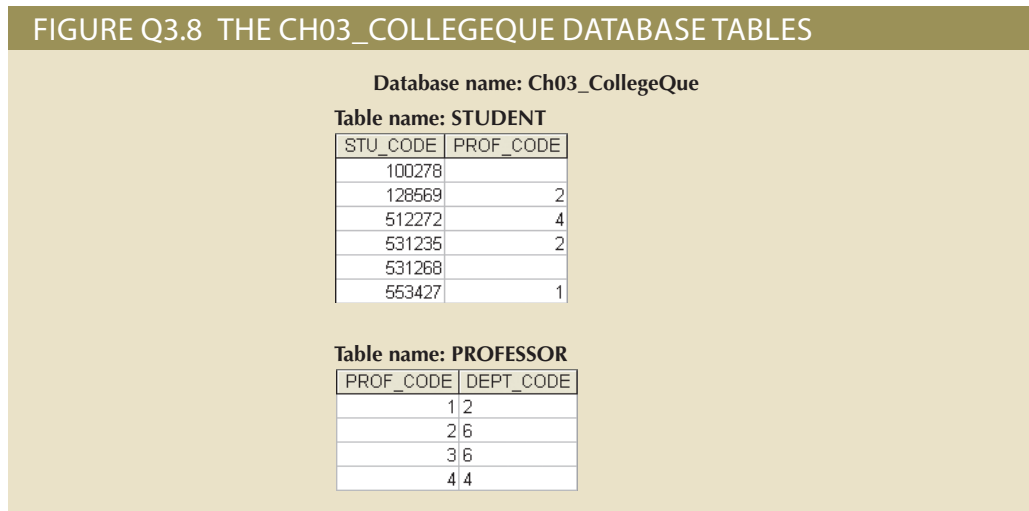 FIGURE Q3.8 THE CH03_COLLEGEQUE DATABASE TABLES
Database name: Ch03_CollegeQue
Table name: STUDENT
STU_CODE PROF_CODE
100278
128569 2
512272 4
531235 2
531268
553427 1
Table name: PROFESSOR
PROF_CODE DEPT_CODE
1 2
2 6
3 6
4 4